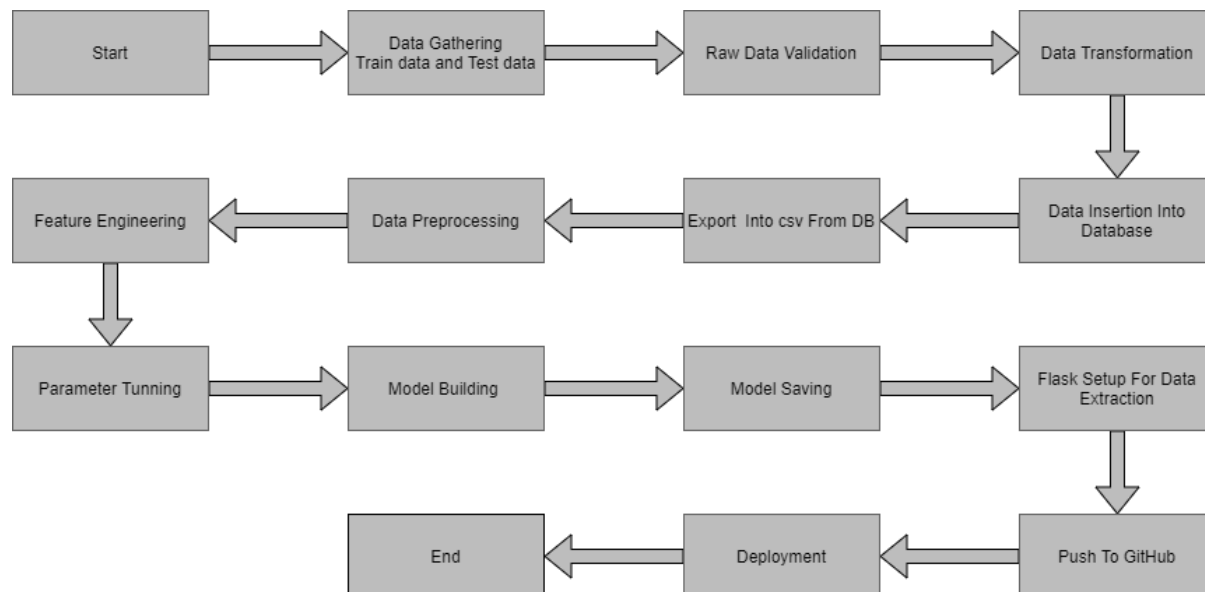 Start
Data Gathering
Train data and Test data
Raw Data Validation
Data Transformation
Data Insertion Into
Database
Export Into csv From DB
Data Preprocessing
Feature Engineering
Parameter Tunning
Model Building
Model Saving
Flask Setup For Data
Extraction
Push To GitHub
Deployment
End